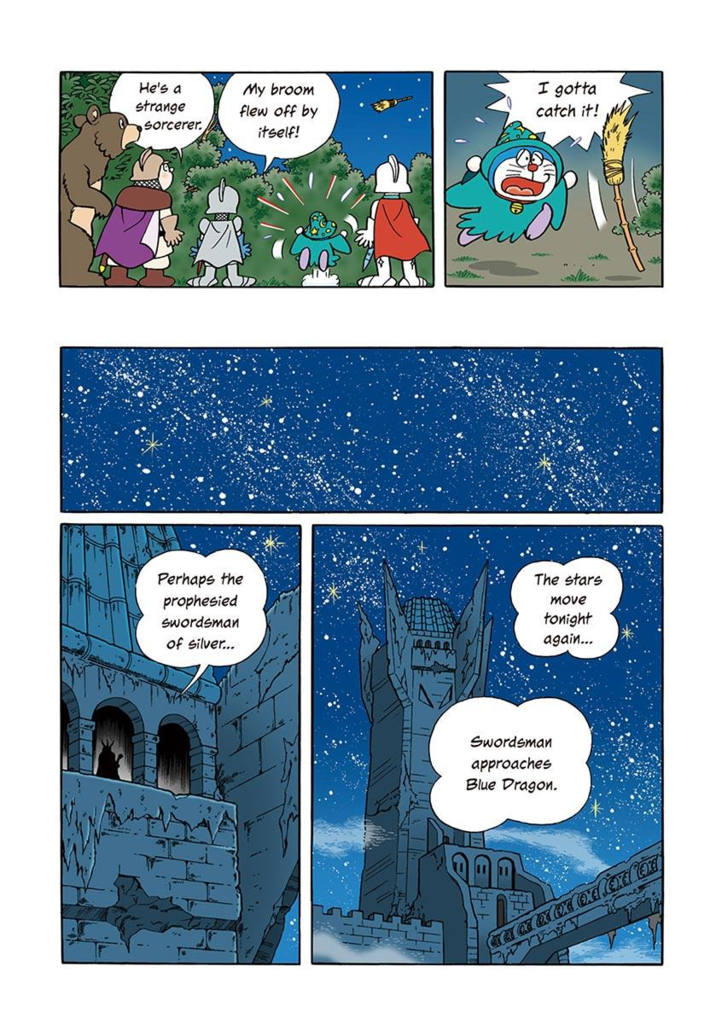 I gotta
catch it!
My broom
flew off by
itself!
He's a
strange
sorcerer.
The stars
move
tonight
again...
Swordsman
approaches
Blue Dragon.
Perhaps the
prophesied
swordsman
of silver...